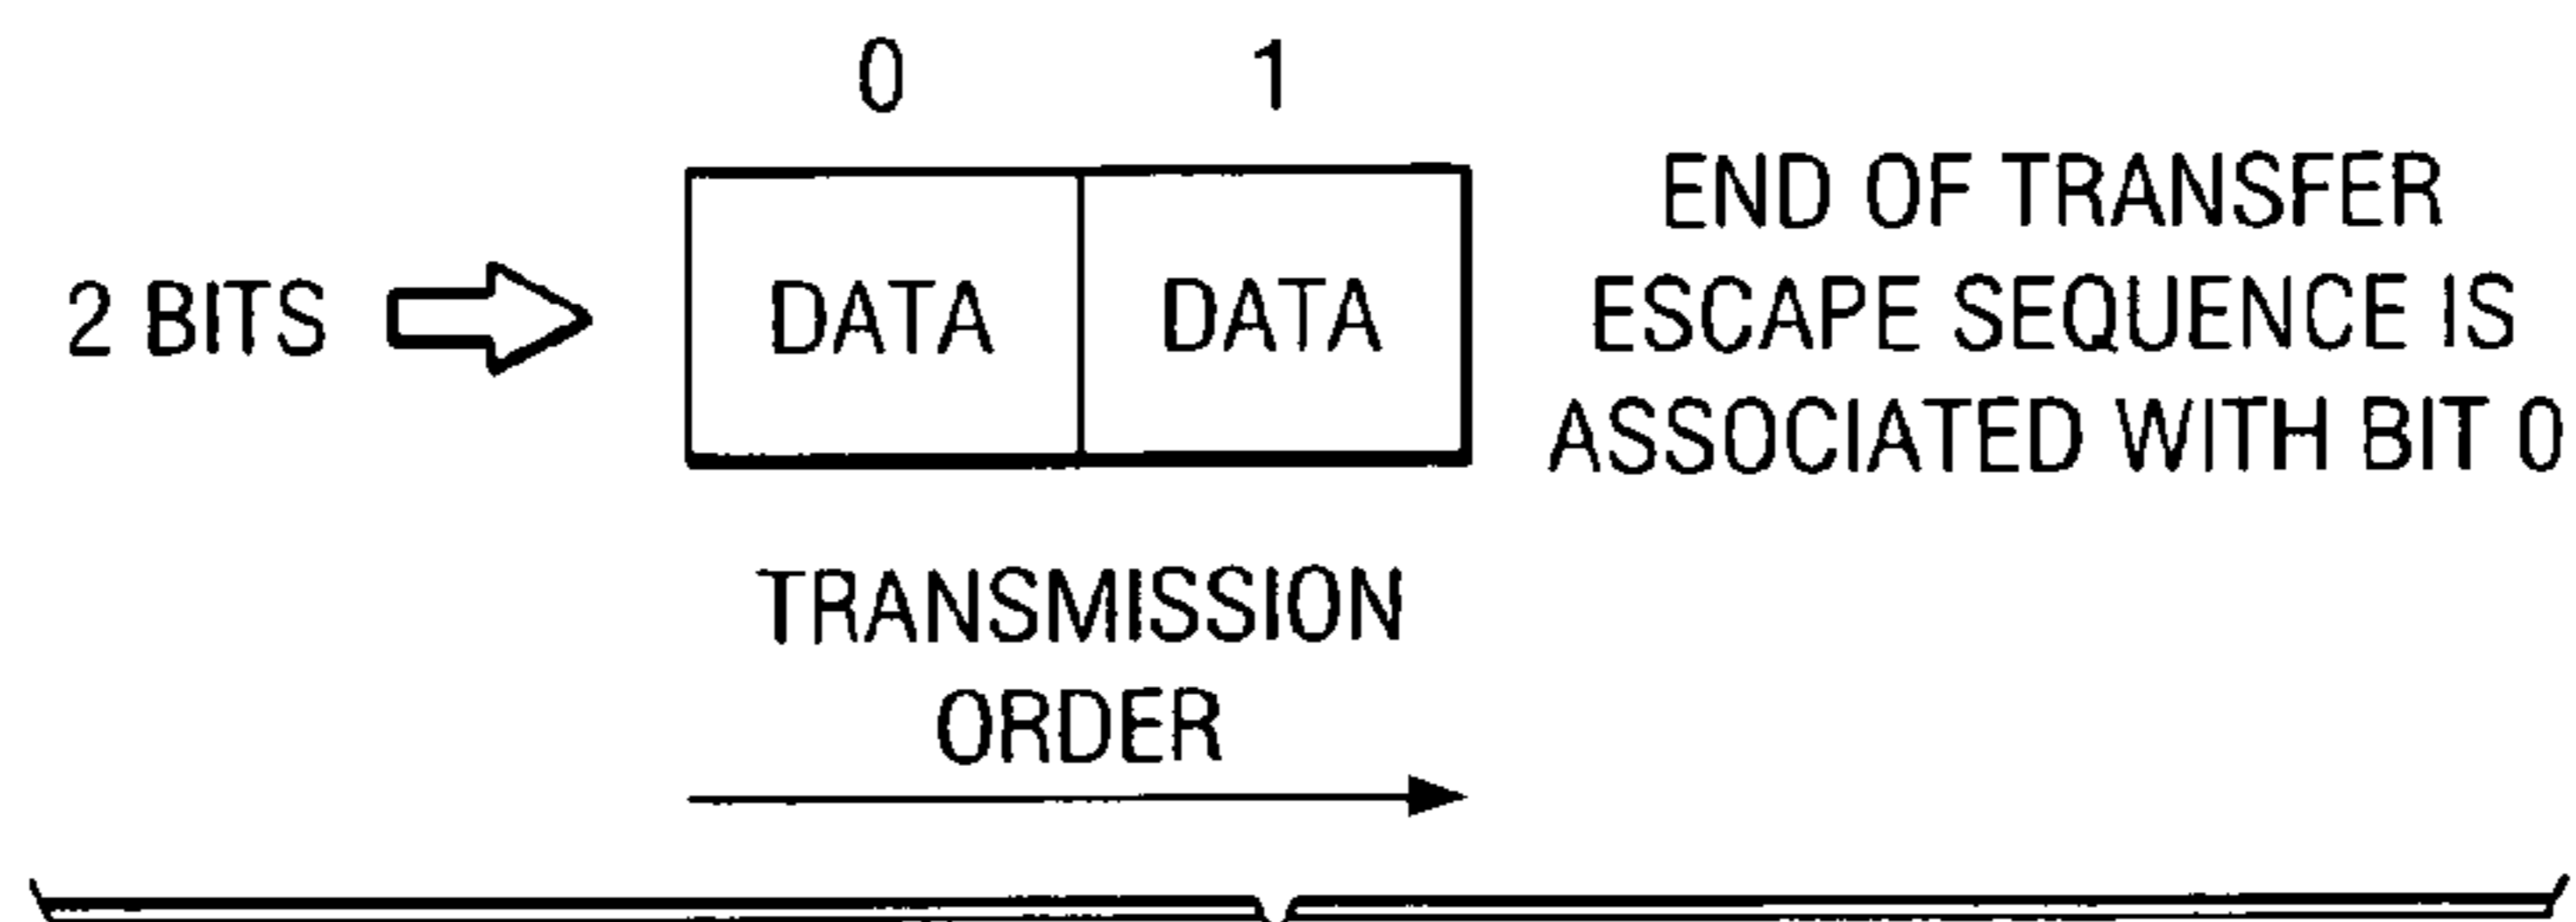 0 1
2 BITS
DATA DATA
END OF TRANSFER
ESCAPE SEQUENCE IS
ASSOCIATED WITH BIT 0
TRANSMISSION
ORDER